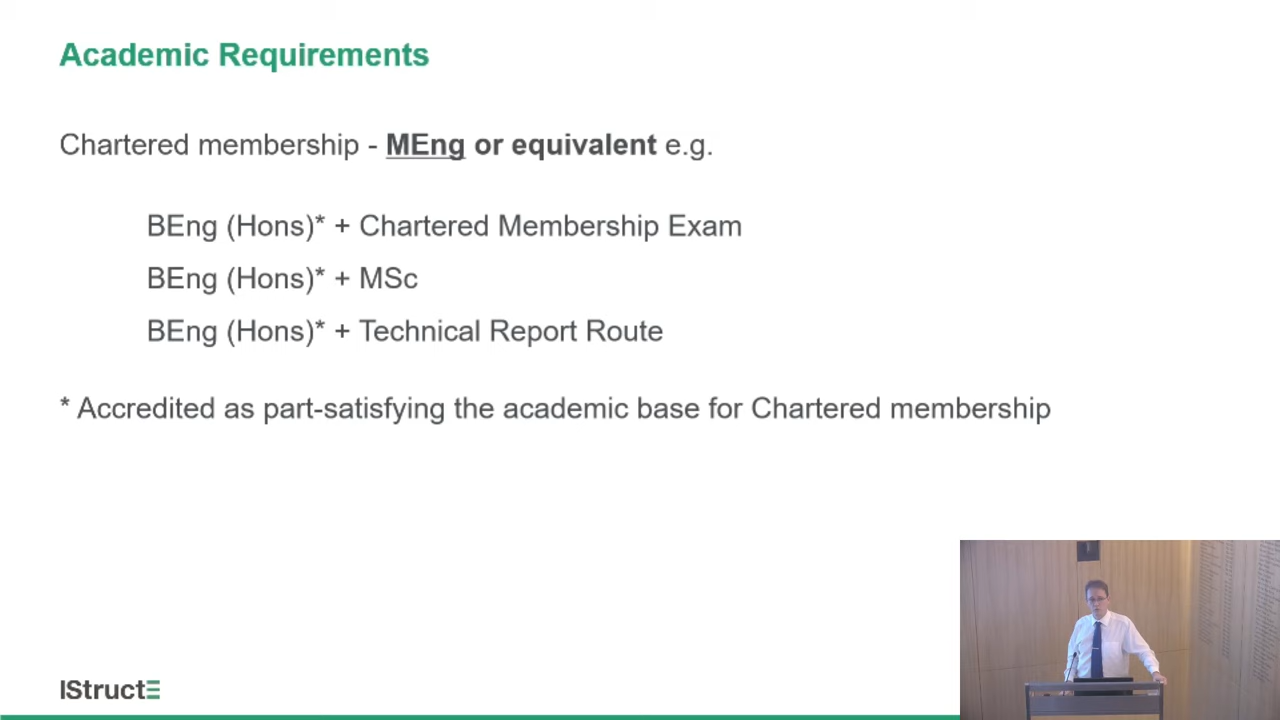 Academic Requirements
Chartered membership - MEng or equivalent e.g.
BEng (Hons)* + Chartered Membership Exam
BEng (Hons)* + MSc
BEng (Hons)* + Technical Report Route
* Accredited as part-satisfying the academic base for Chartered membership
IStructE